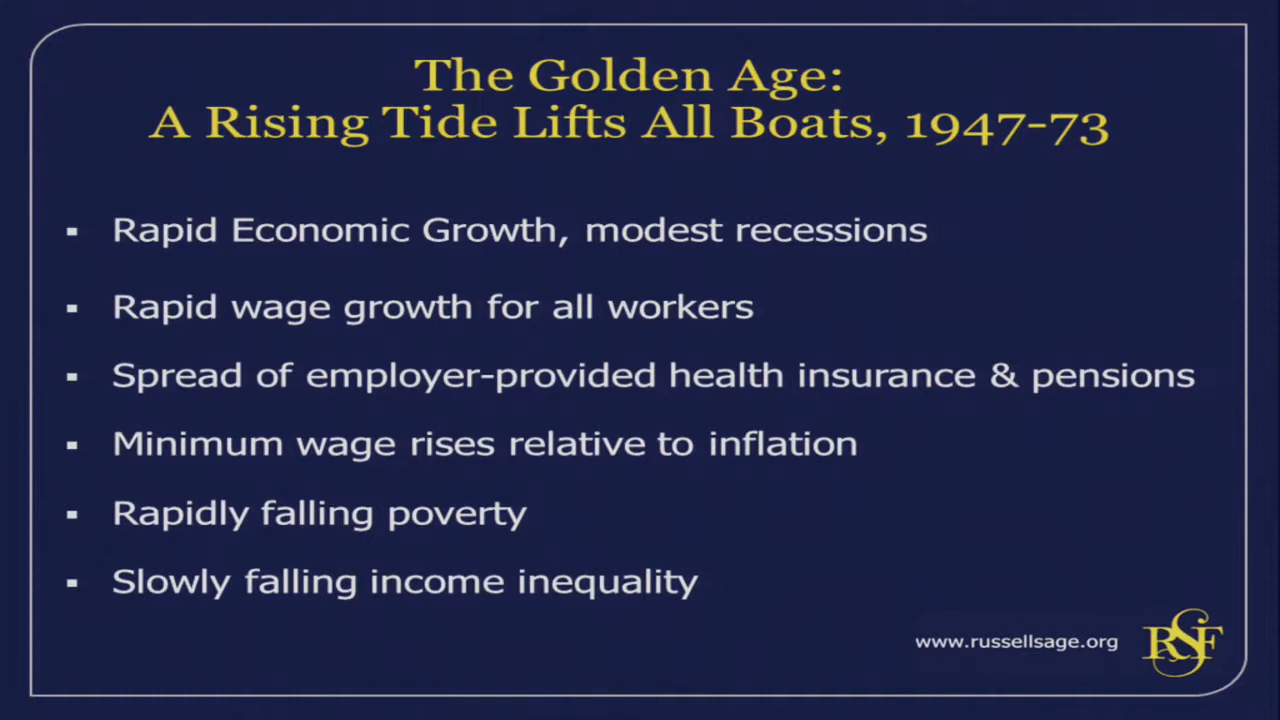 The Golden Age:
A Rising Tide Lifts All Boats, 1947-73
▪ Rapid Economic Growth, modest recessions
▪ Rapid wage growth for all workers
▪ Spread of employer-provided health insurance & pensions
▪ Minimum wage rises relative to inflation
▪ Rapidly falling poverty
▪ Slowly falling income inequality
www.russellsage.org
RSF